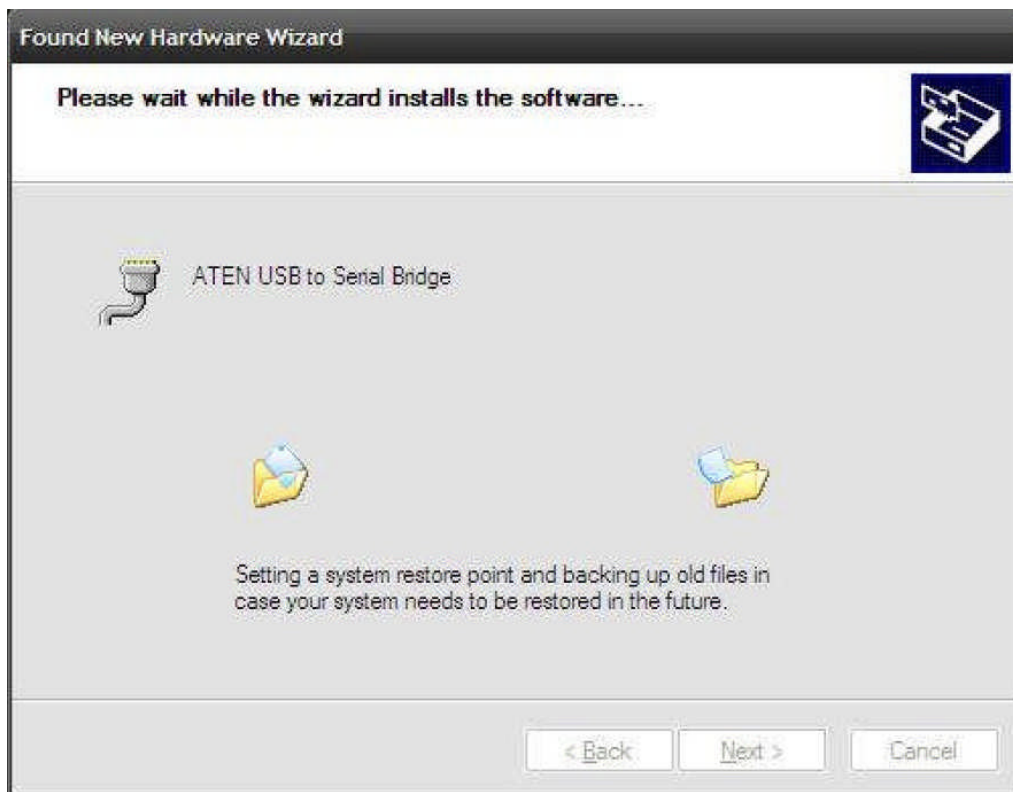 Found New Hardware Wizard
Please wait while the wizard installs the software...
ATEN USB to Serial Bridge
Setting a system restore point and backing up old files in
case your system needs to be restored in the future.
< Back
Next >
Cancel